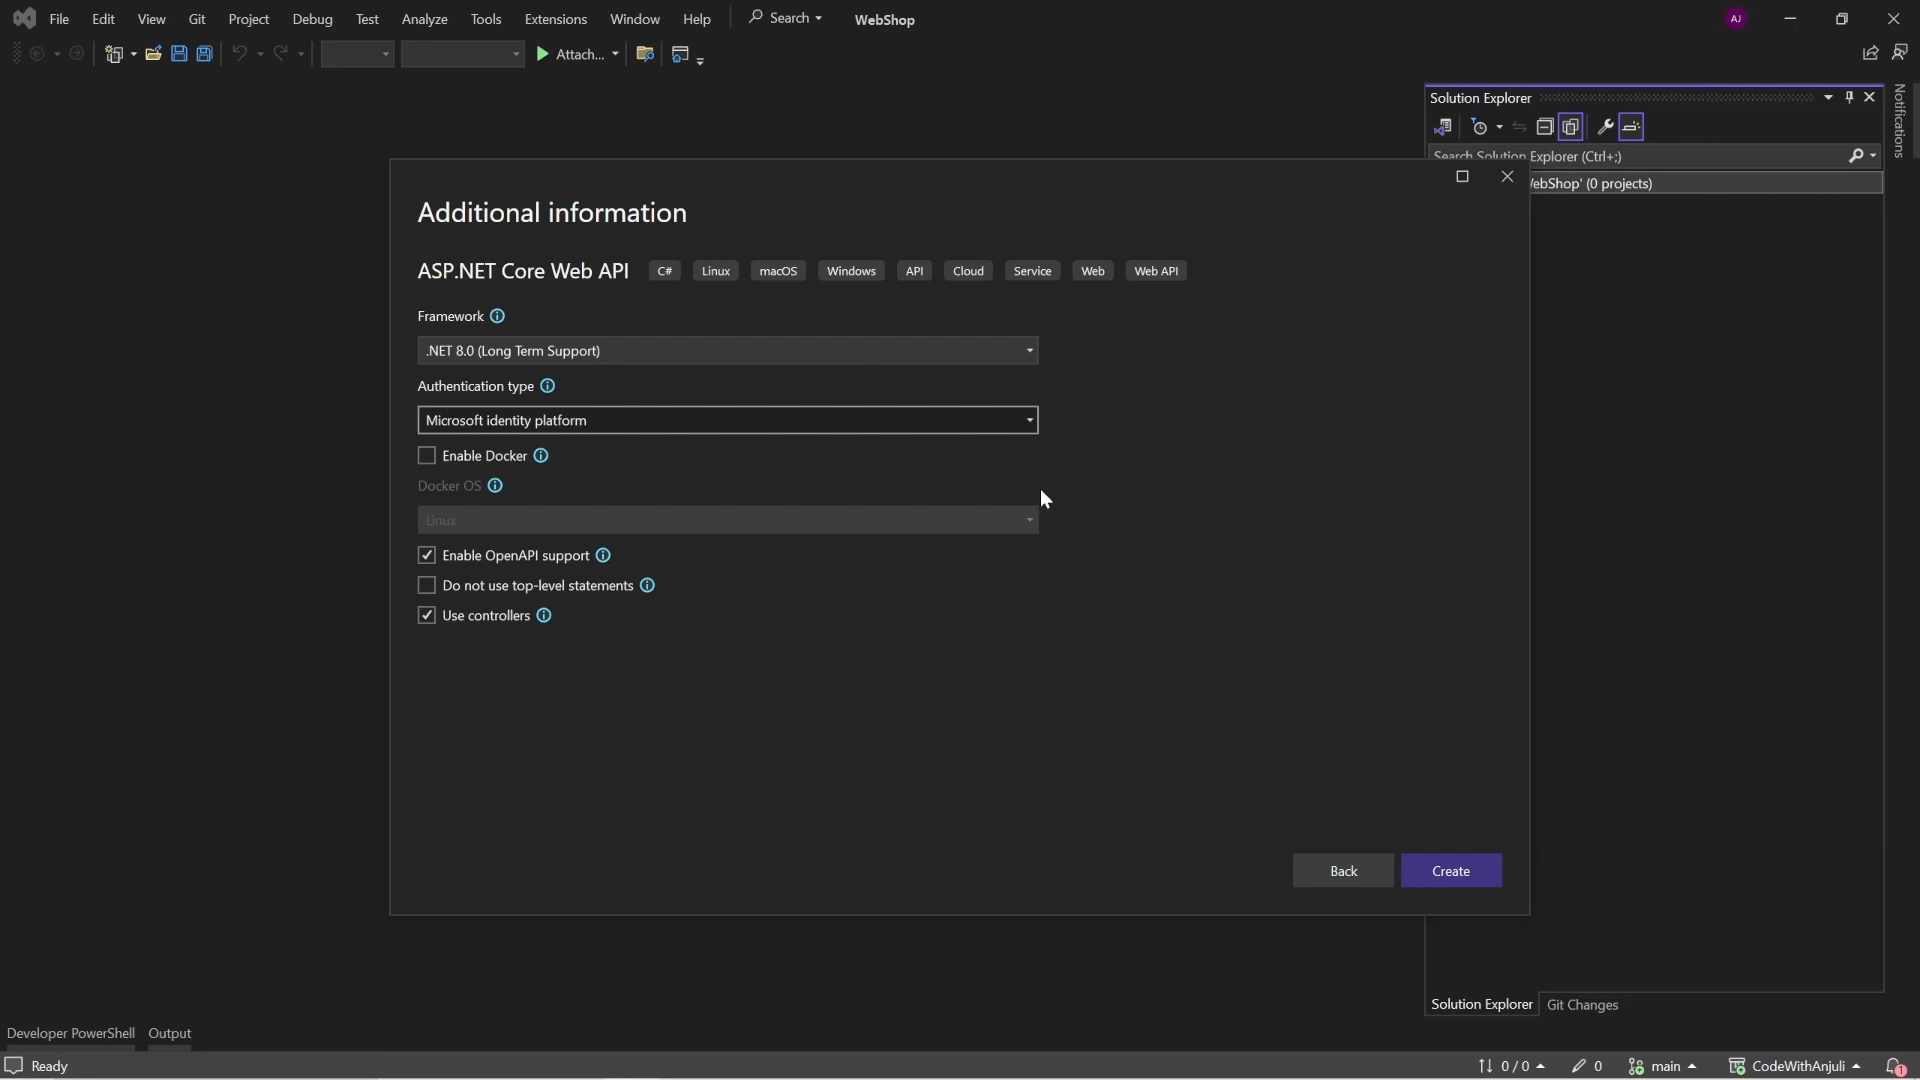 File Edit View Git Project Debug Test Analyze Tools Extensions Window Help Search WebShop AJ
Attach...
Solution Explorer
Notifications
Search Solution Explorer (Ctrl+;)
'ebShop' (0 projects)
Additional information
ASP.NET Core Web API C# Linux macOS Windows API Cloud Service Web Web API
Framework
.NET 8.0 (Long Term Support)
Authentication type
Microsoft identity platform
Enable Docker
Docker OS
Linux
Enable OpenAPI support
Do not use top-level statements
Use controllers
Back Create
Solution Explorer Git Changes
Developer PowerShell Output
Ready 0 / 0 0 main CodeWithAnjuli 1